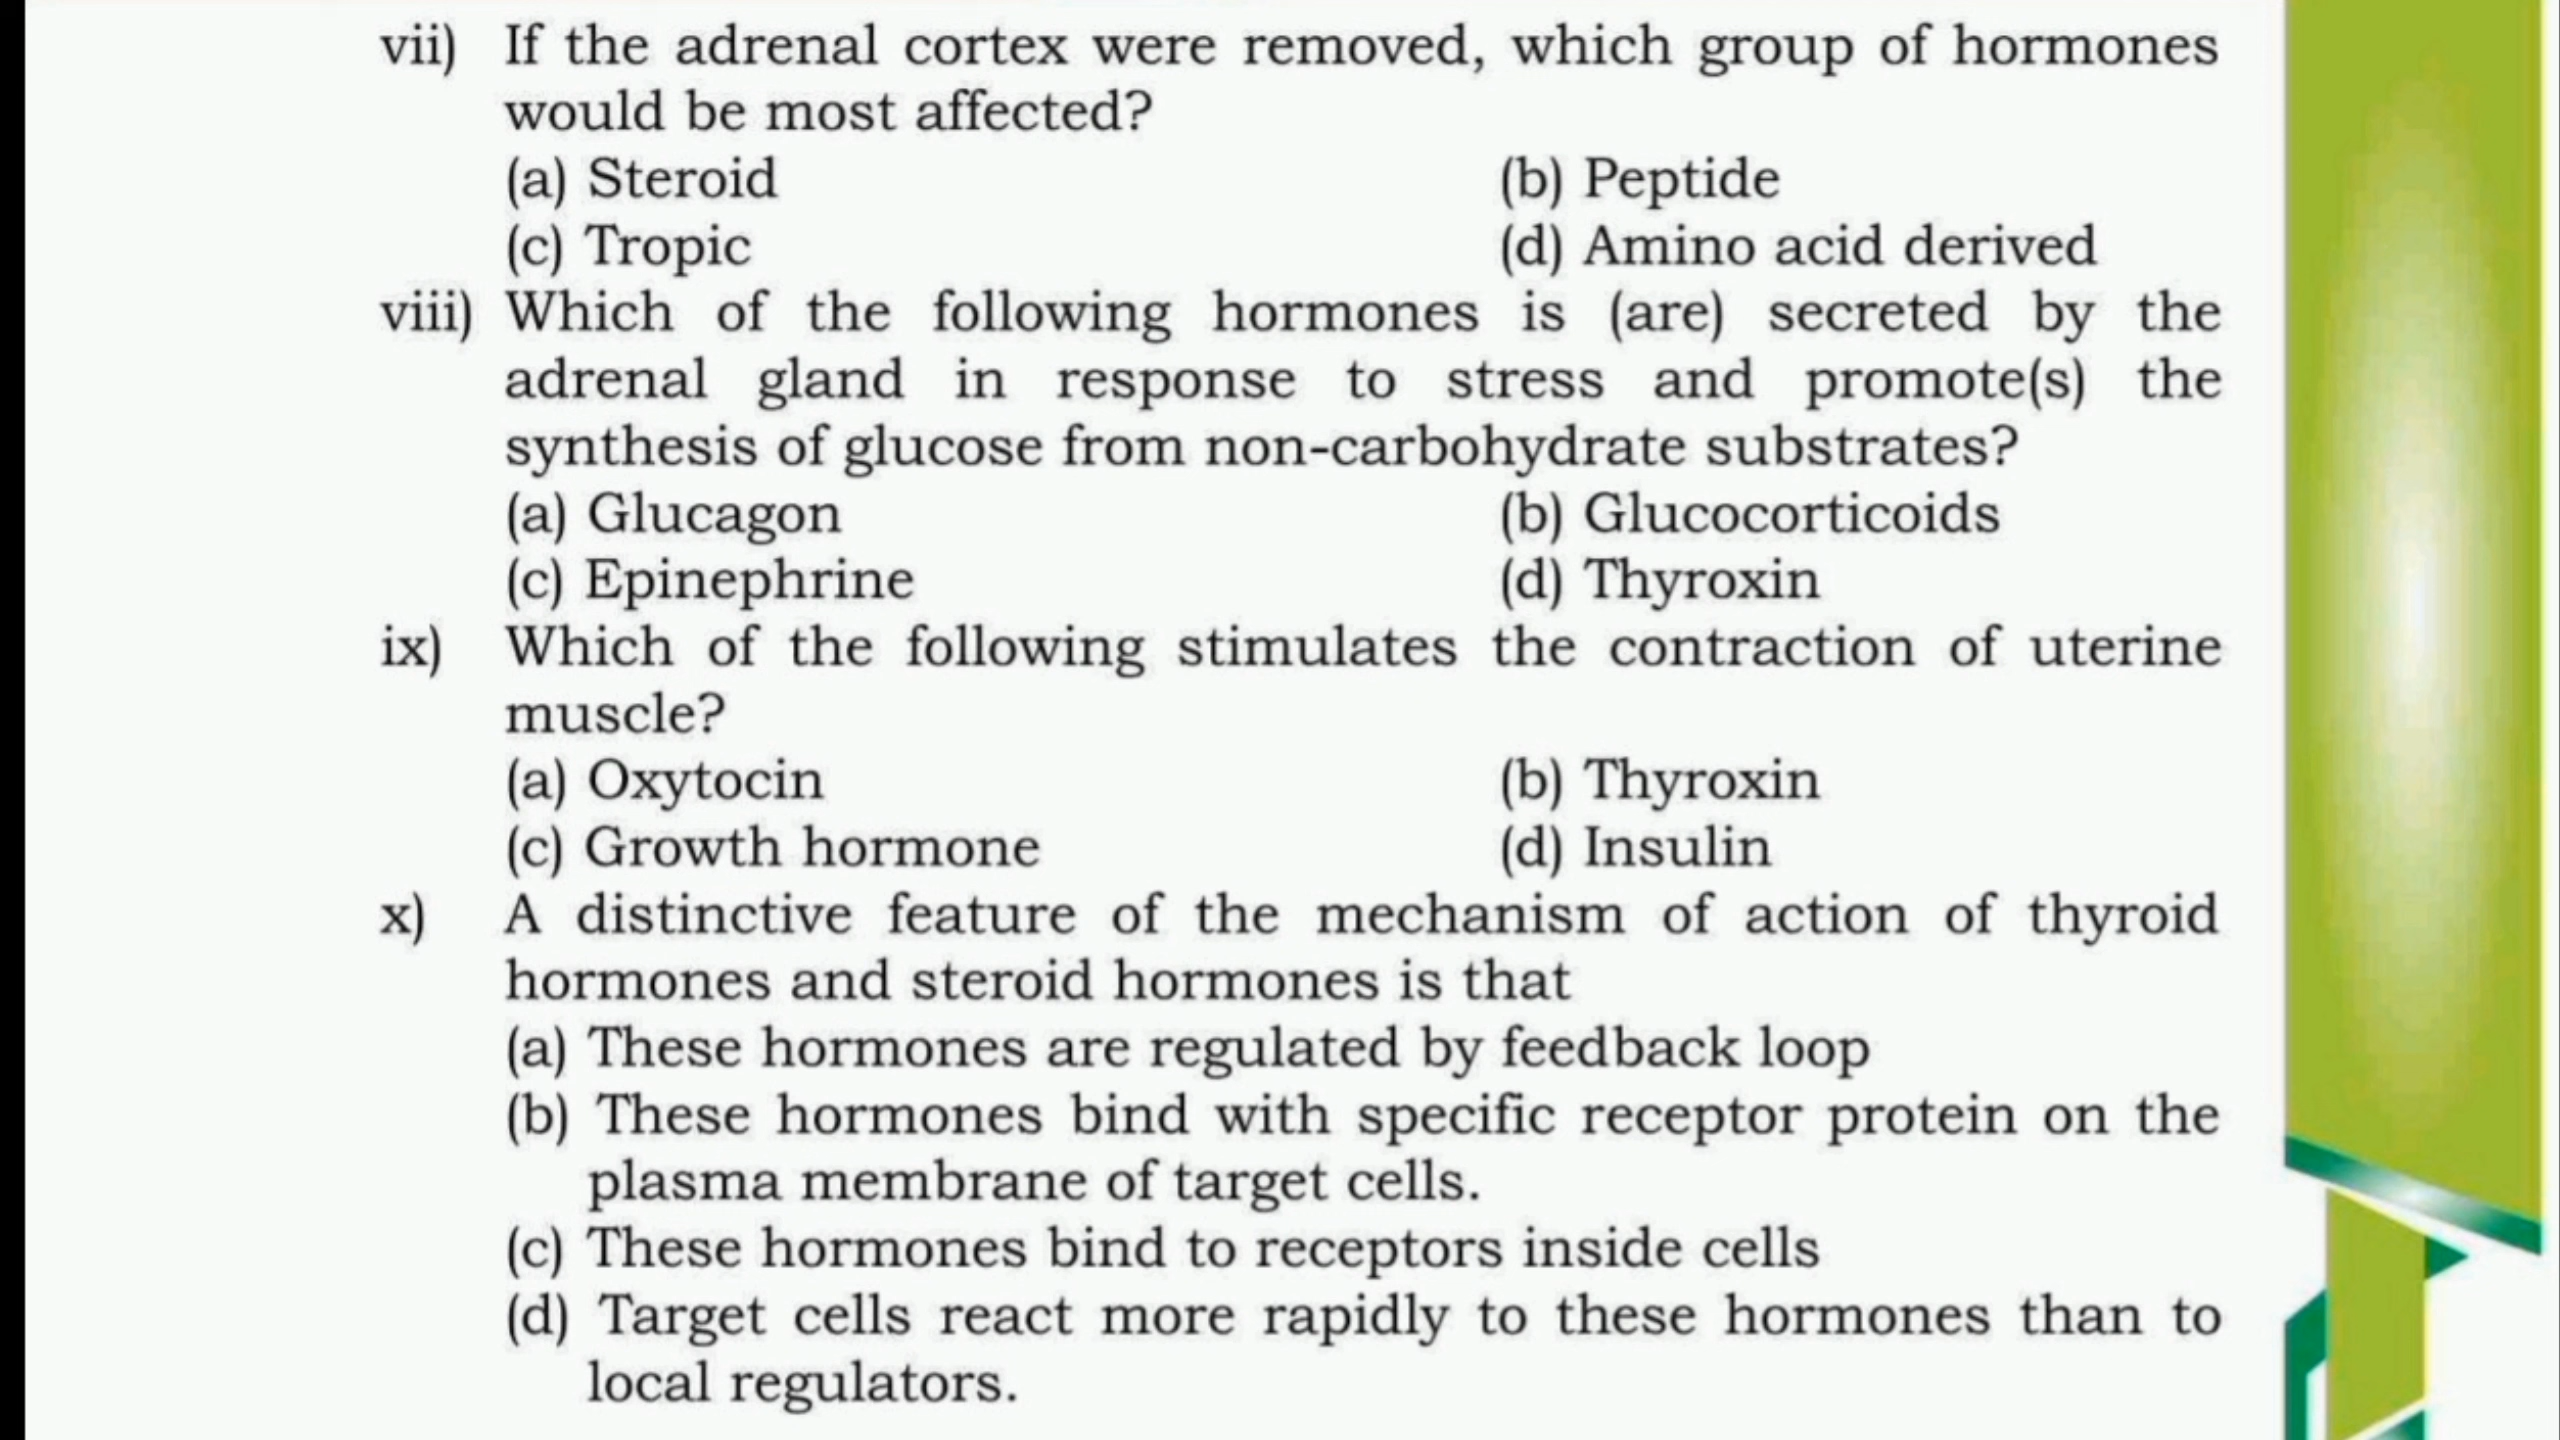 vii) If the adrenal cortex were removed, which group of hormones
would be most affected?
(a) Steroid (b) Peptide
(c) Tropic (d) Amino acid derived
viii) Which of the following hormones is (are) secreted by the
adrenal gland in response to stress and promote(s) the
synthesis of glucose from non-carbohydrate substrates?
(a) Glucagon (b) Glucocorticoids
(c) Epinephrine (d) Thyroxin
ix) Which of the following stimulates the contraction of uterine
muscle?
(a) Oxytocin (b) Thyroxin
(c) Growth hormone (d) Insulin
x) A distinctive feature of the mechanism of action of thyroid
hormones and steroid hormones is that
(a) These hormones are regulated by feedback loop
(b) These hormones bind with specific receptor protein on the
plasma membrane of target cells.
(c) These hormones bind to receptors inside cells
(d) Target cells react more rapidly to these hormones than to
local regulators.